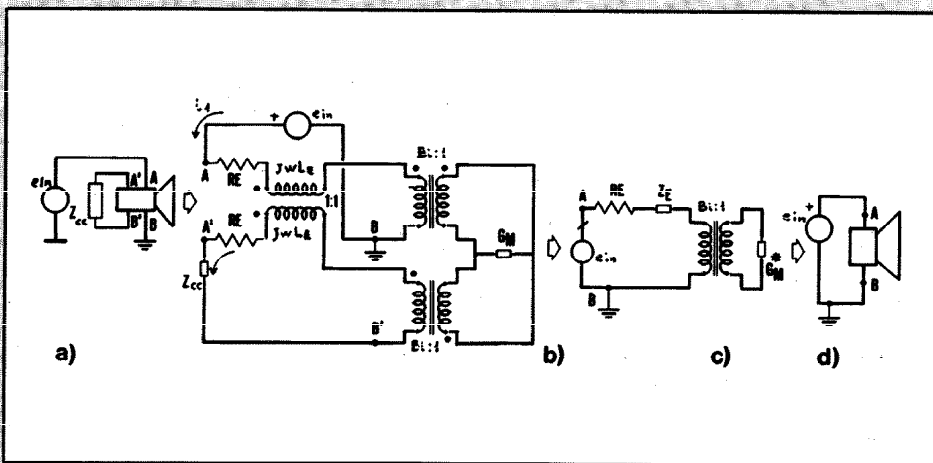 a)
ein
Zcc
A'
A
B'
B
i1
+
ein
A
RE
JwLE
1:1
A'
RE
JwLE
Zcc
B
B'
Bl:1
Bl:1
GM
b)
A
RE
ZE
ein
B
Bl:1
GM*
c)
ein
+
A
B
d)